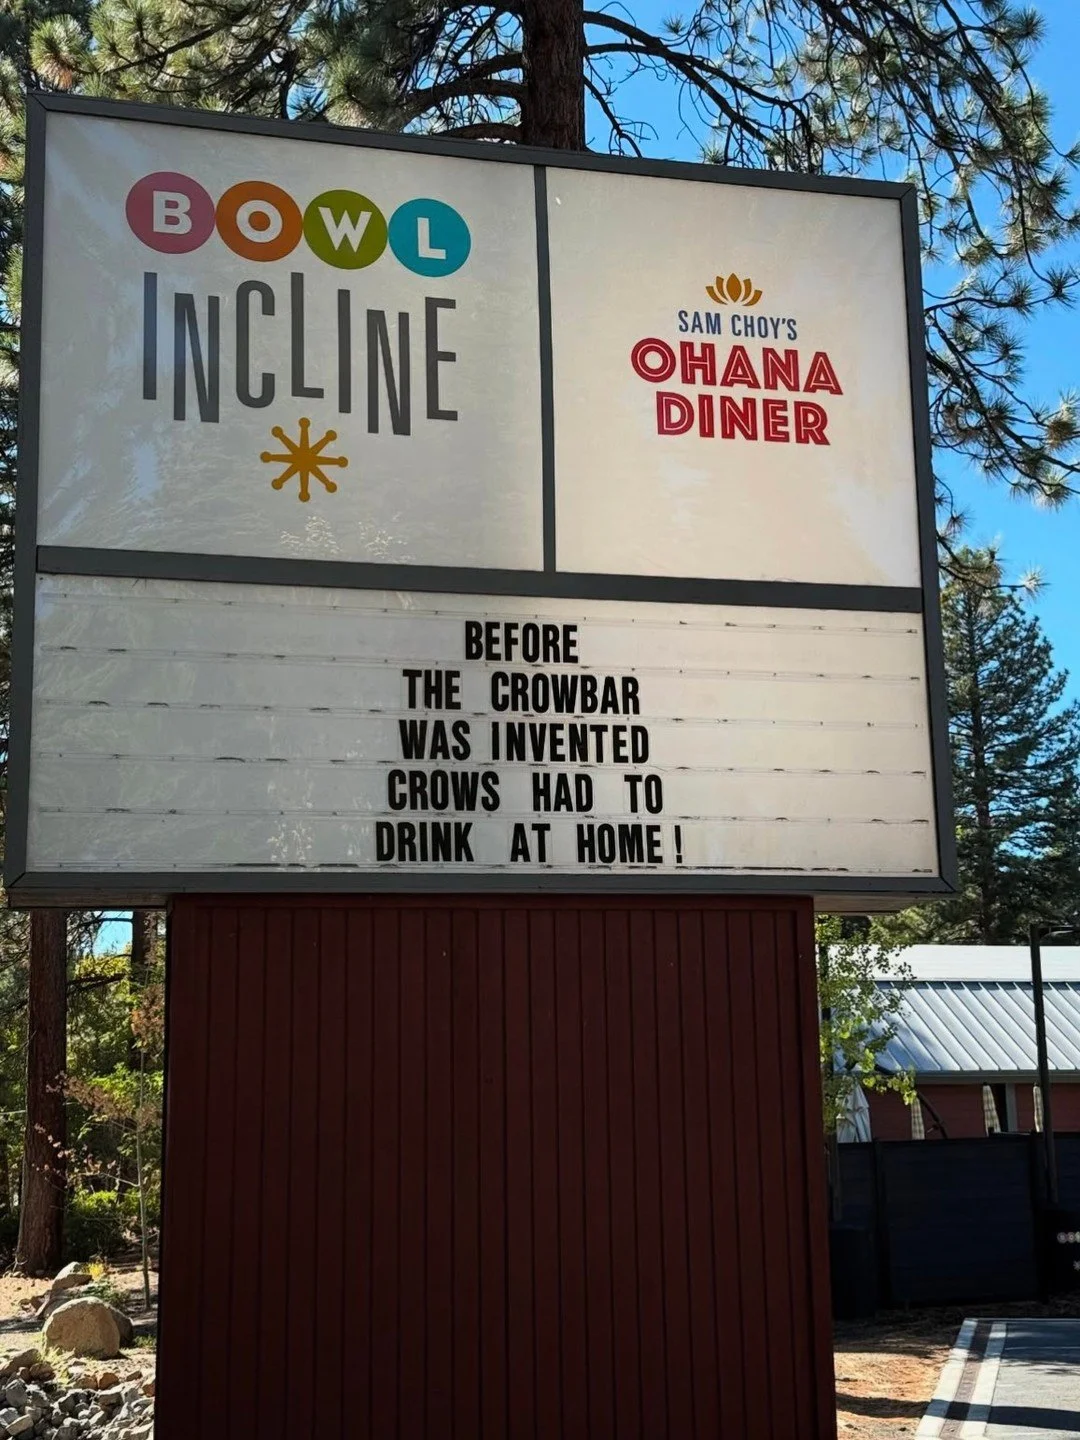 BOWL
INCLINE
SAM CHOY'S
OHANA
DINER
BEFORE
THE CROWBAR
WAS INVENTED
CROWS HAD TO
DRINK AT HOME!